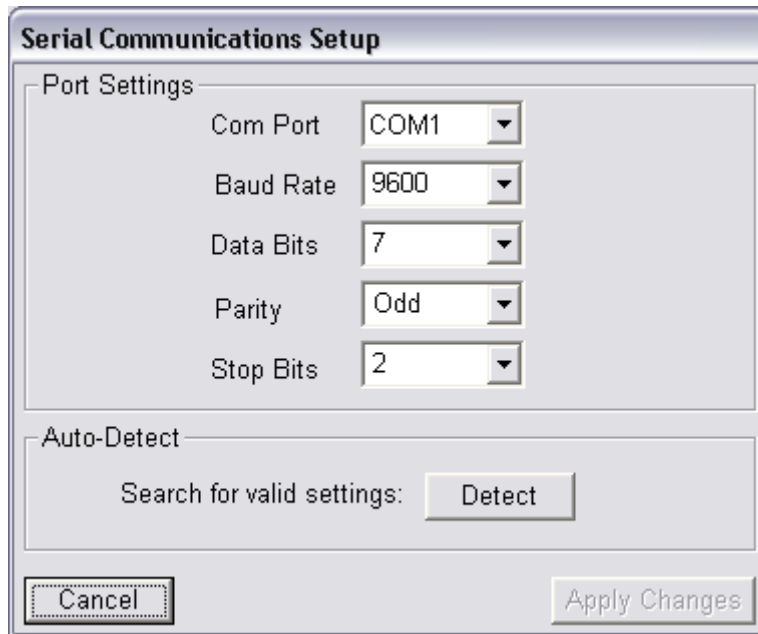 Serial Communications Setup
Port Settings
Com Port COM1
Baud Rate 9600
Data Bits 7
Parity Odd
Stop Bits 2
Auto-Detect
Search for valid settings: Detect
Cancel Apply Changes